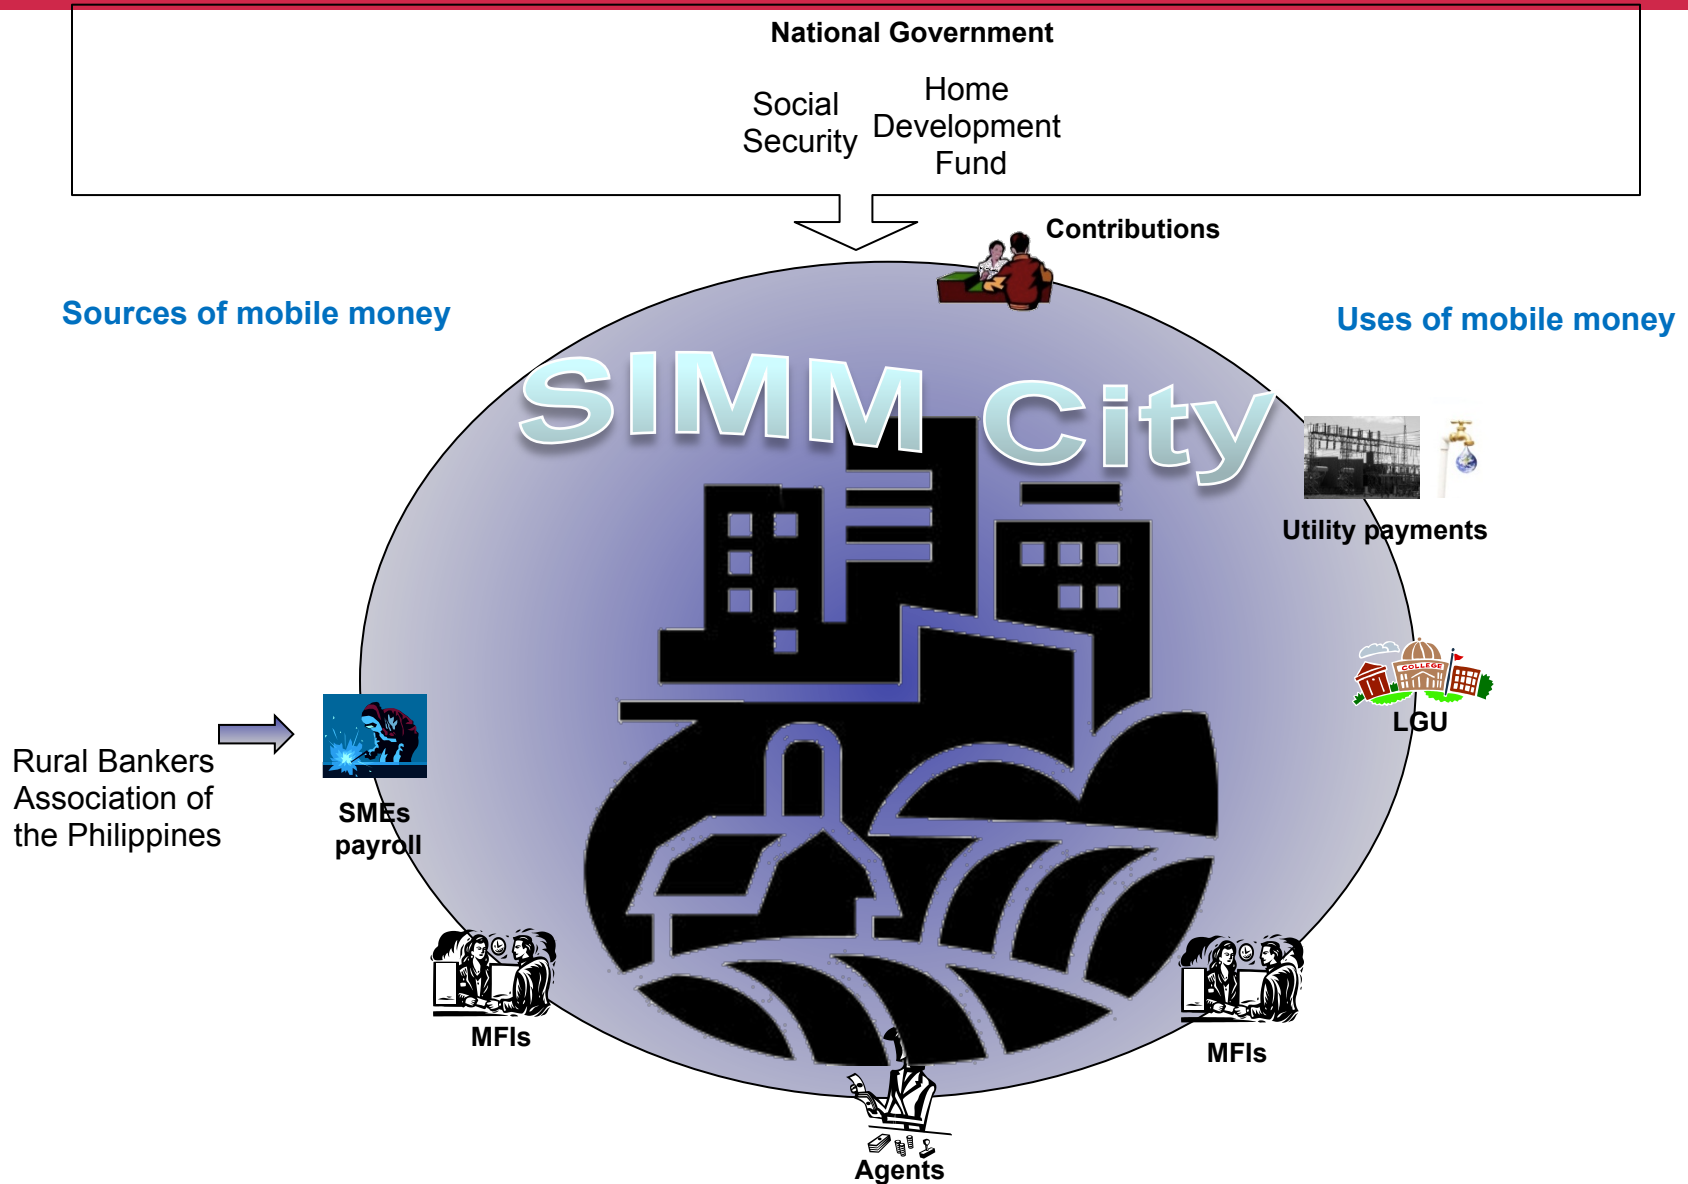 National Government
Social
Security
Home
Development
Fund
Contributions
Sources of mobile money
Uses of mobile money
SIMM City
Utility payments
COLLEGE
LGU
Rural Bankers
Association of
the Philippines
SMEs
payroll
MFIs
MFIs
Agents